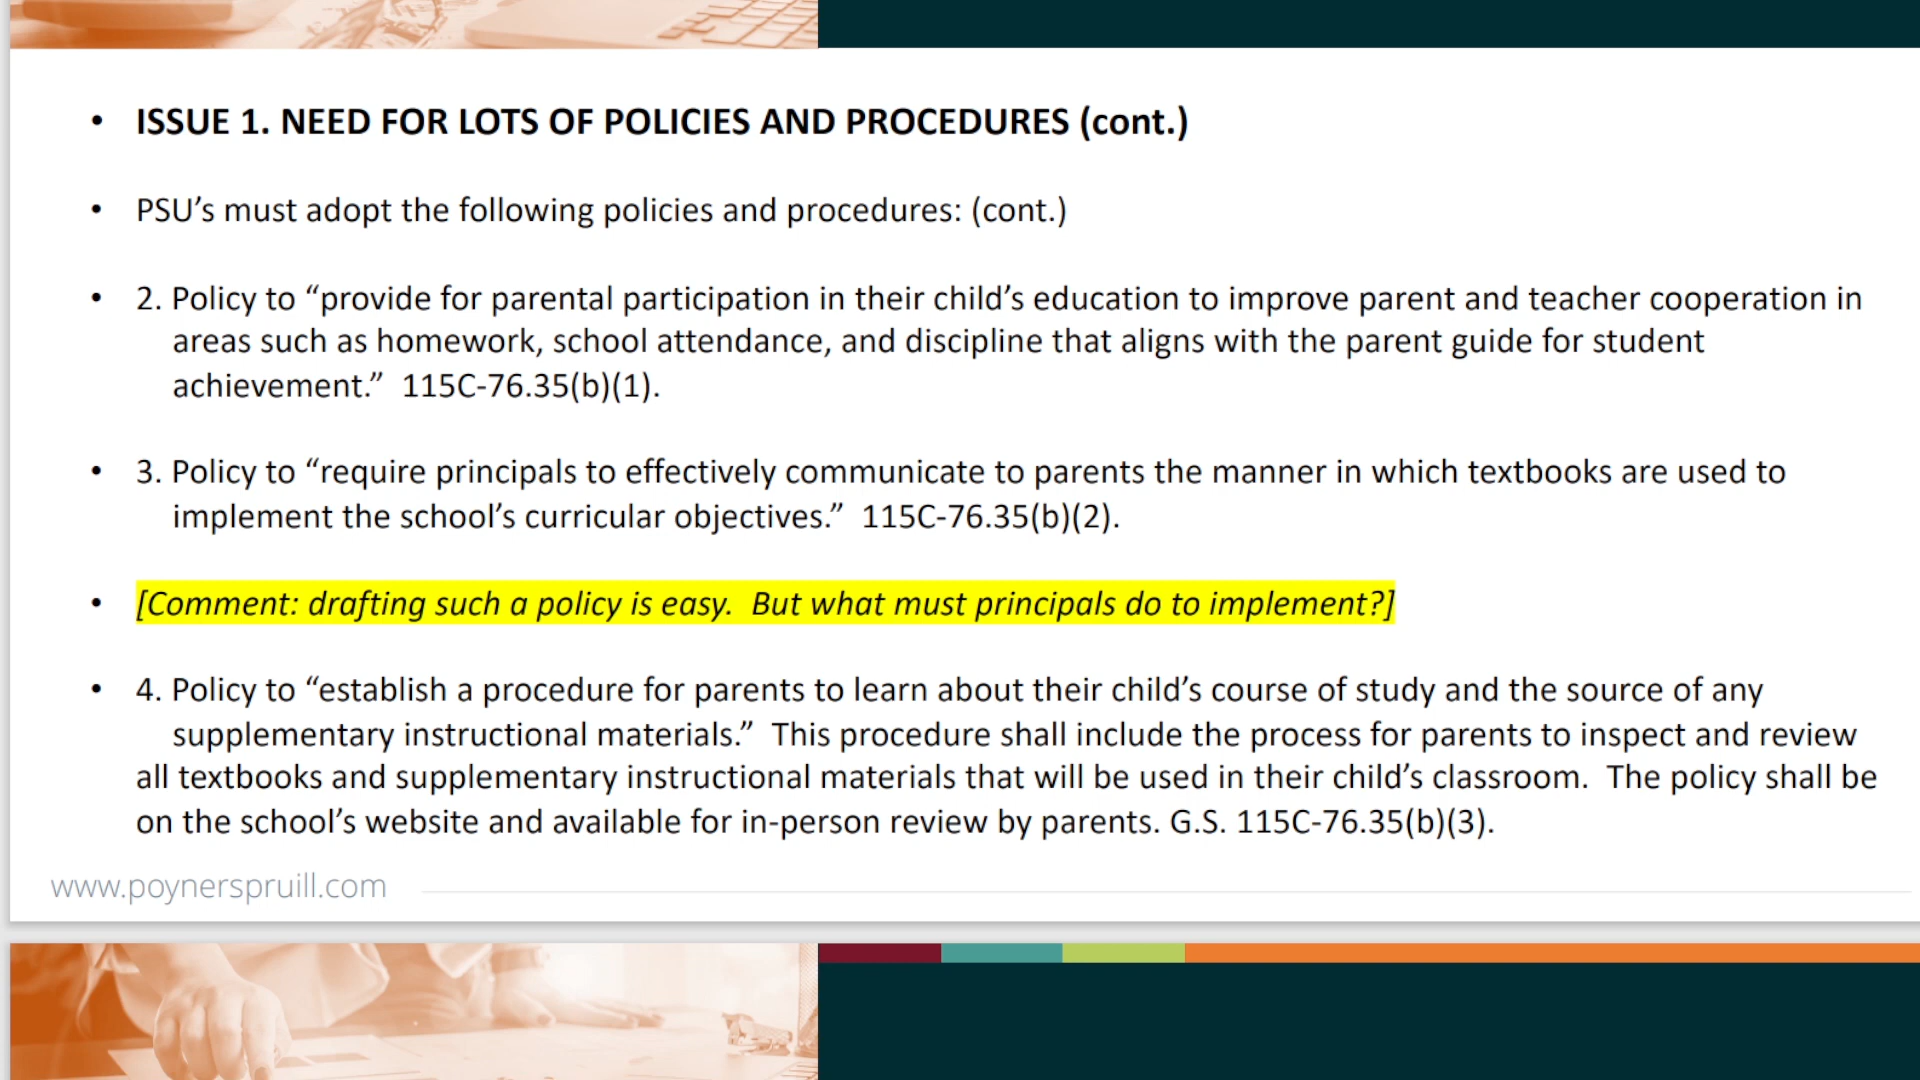 • ISSUE 1. NEED FOR LOTS OF POLICIES AND PROCEDURES (cont.)
• PSU’s must adopt the following policies and procedures: (cont.)
• 2. Policy to “provide for parental participation in their child’s education to improve parent and teacher cooperation in
areas such as homework, school attendance, and discipline that aligns with the parent guide for student
achievement.”  115C-76.35(b)(1).
• 3. Policy to “require principals to effectively communicate to parents the manner in which textbooks are used to
implement the school’s curricular objectives.”  115C-76.35(b)(2).
• [Comment: drafting such a policy is easy.  But what must principals do to implement?]
• 4. Policy to “establish a procedure for parents to learn about their child’s course of study and the source of any
supplementary instructional materials.”  This procedure shall include the process for parents to inspect and review
all textbooks and supplementary instructional materials that will be used in their child’s classroom.  The policy shall be
on the school’s website and available for in-person review by parents. G.S. 115C-76.35(b)(3).
www.poynerspruill.com